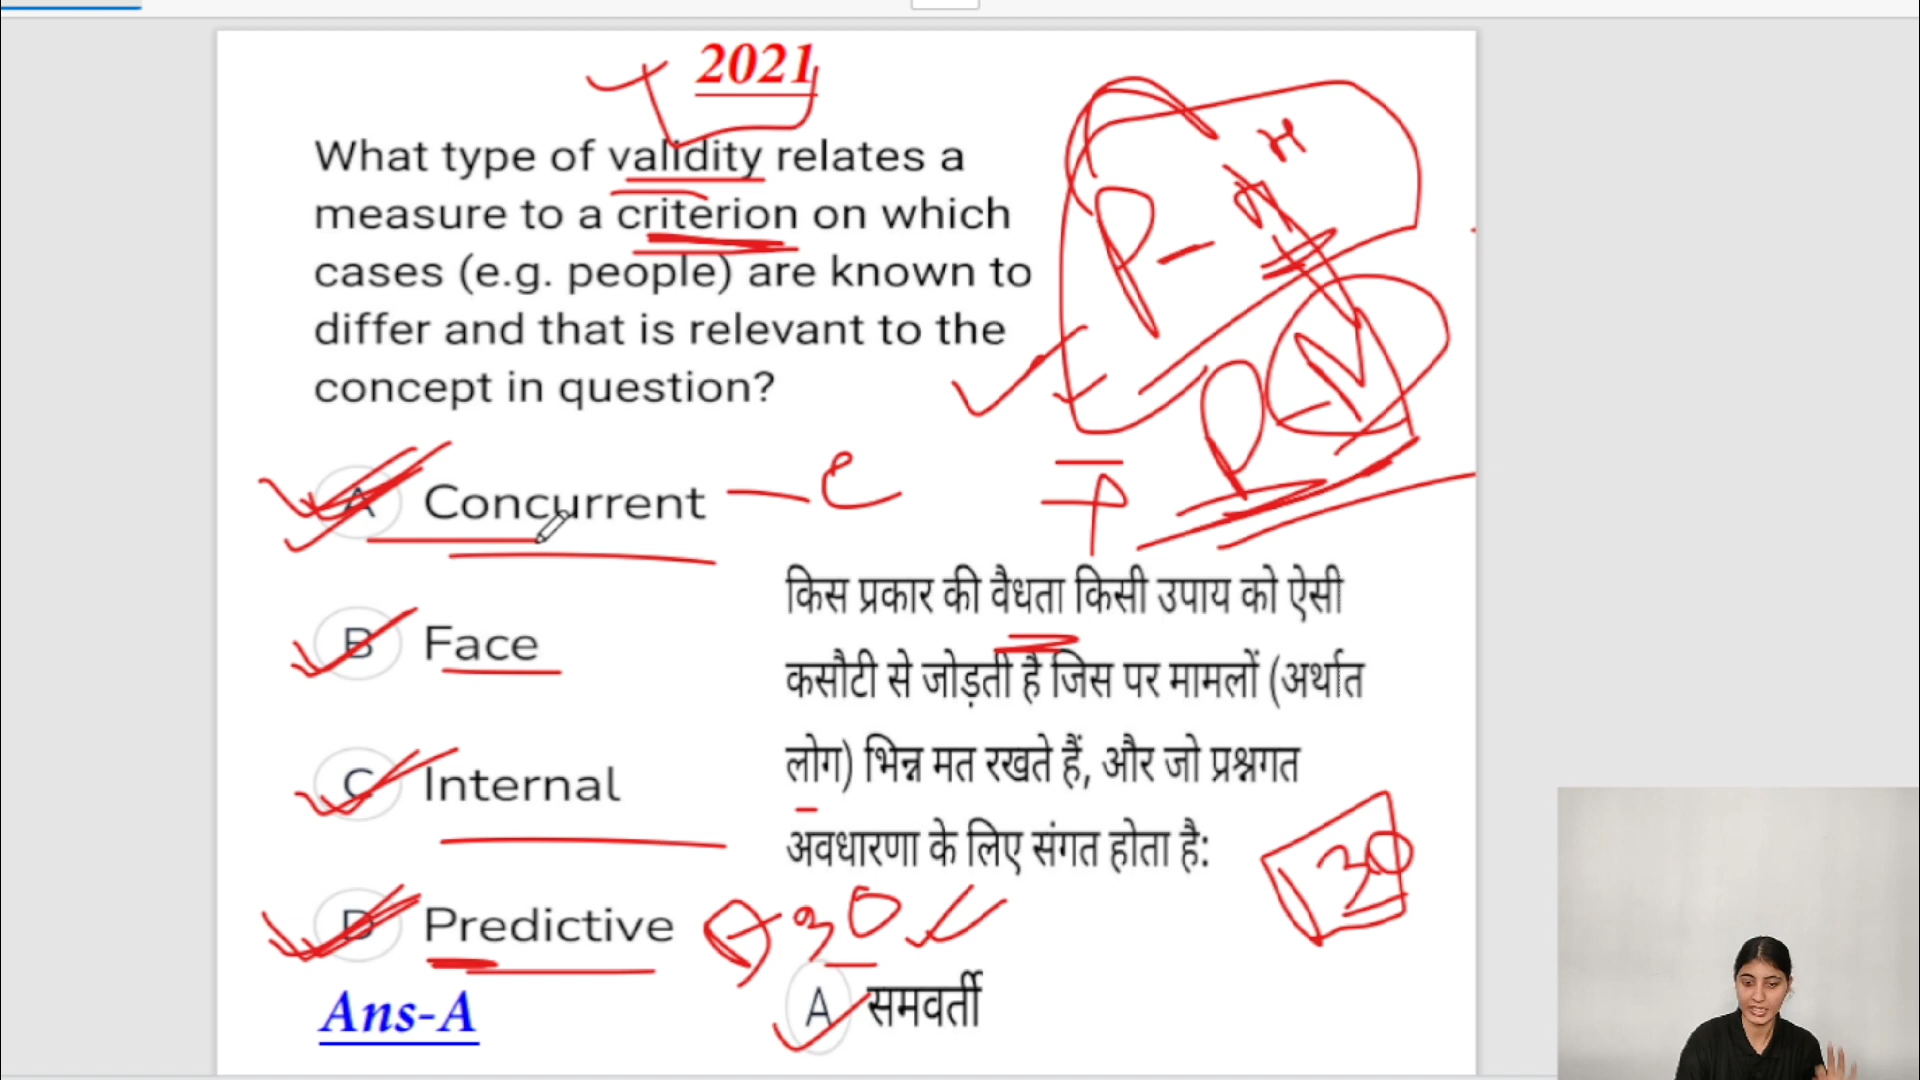 2021
What type of validity relates a
measure to a criterion on which
cases (e.g. people) are known to
differ and that is relevant to the
concept in question?
A Concurrent - C
B Face
C Internal
D Predictive
Ans-A
P-
P
किस प्रकार की वैधता किसी उपाय को ऐसी
कसौटी से जोड़ती है जिस पर मामलों (अर्थात
लोग) भिन्न मत रखते हैं, और जो प्रश्नगत
अवधारणा के लिए संगत होता है:
30
A समवर्ती